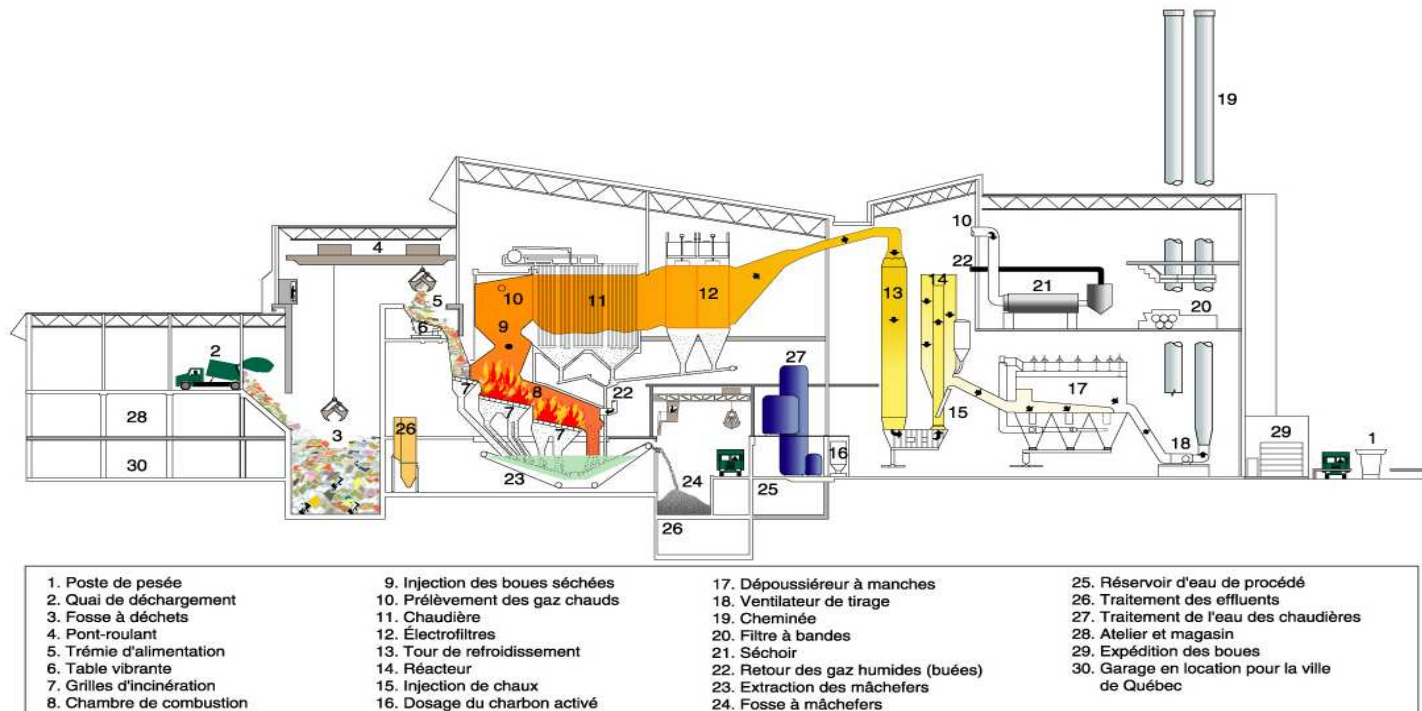 19
4
10
5
22
14
13
10
11
12
21
6
9
20
2
27
8
22
17
7
7
15
28
3
26
7
16
18
29
1
30
23
24
25
26
1. Poste de pesée
2. Quai de déchargement
3. Fosse à déchets
4. Pont-roulant
5. Trémie d'alimentation
6. Table vibrante
7. Grilles d'incinération
8. Chambre de combustion
9. Injection des boues séchées
10. Prélèvement des gaz chauds
11. Chaudière
12. Électrofiltres
13. Tour de refroidissement
14. Réacteur
15. Injection de chaux
16. Dosage du charbon activé
17. Dépoussiéreur à manches
18. Ventilateur de tirage
19. Cheminée
20. Filtre à bandes
21. Séchoir
22. Retour des gaz humides (buées)
23. Extraction des mâchefers
24. Fosse à mâchefers
25. Réservoir d'eau de procédé
26. Traitement des effluents
27. Traitement de l'eau des chaudières
28. Atelier et magasin
29. Expédition des boues
30. Garage en location pour la ville
de Québec